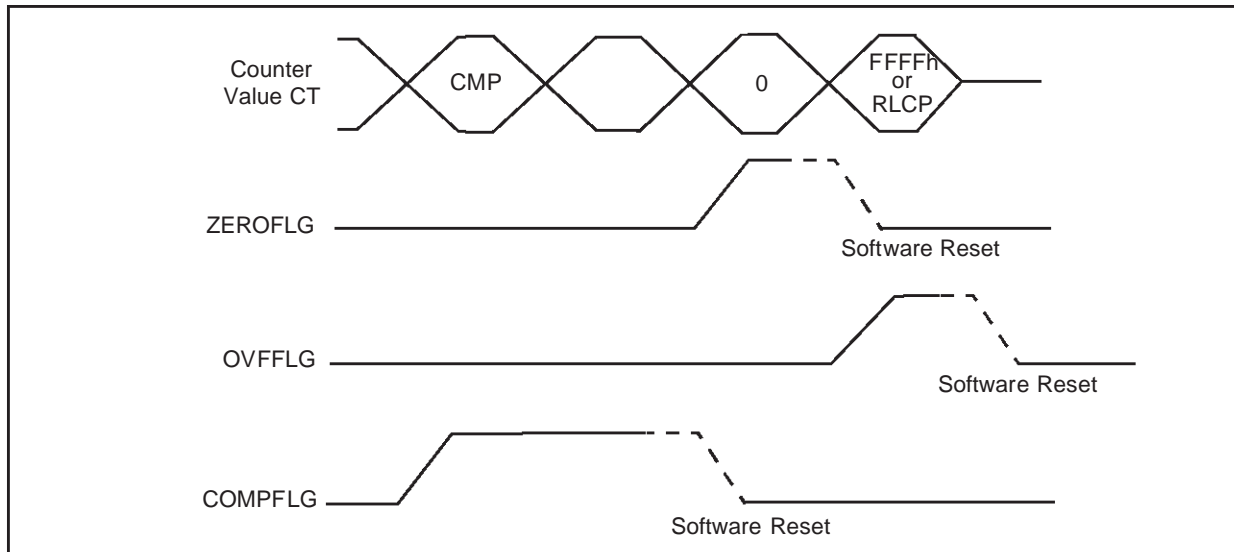 Counter
Value CT
CMP
0
FFFFh
or
RLCP
ZEROFLG
Software Reset
OVFFLG
Software Reset
COMPFLG
Software Reset